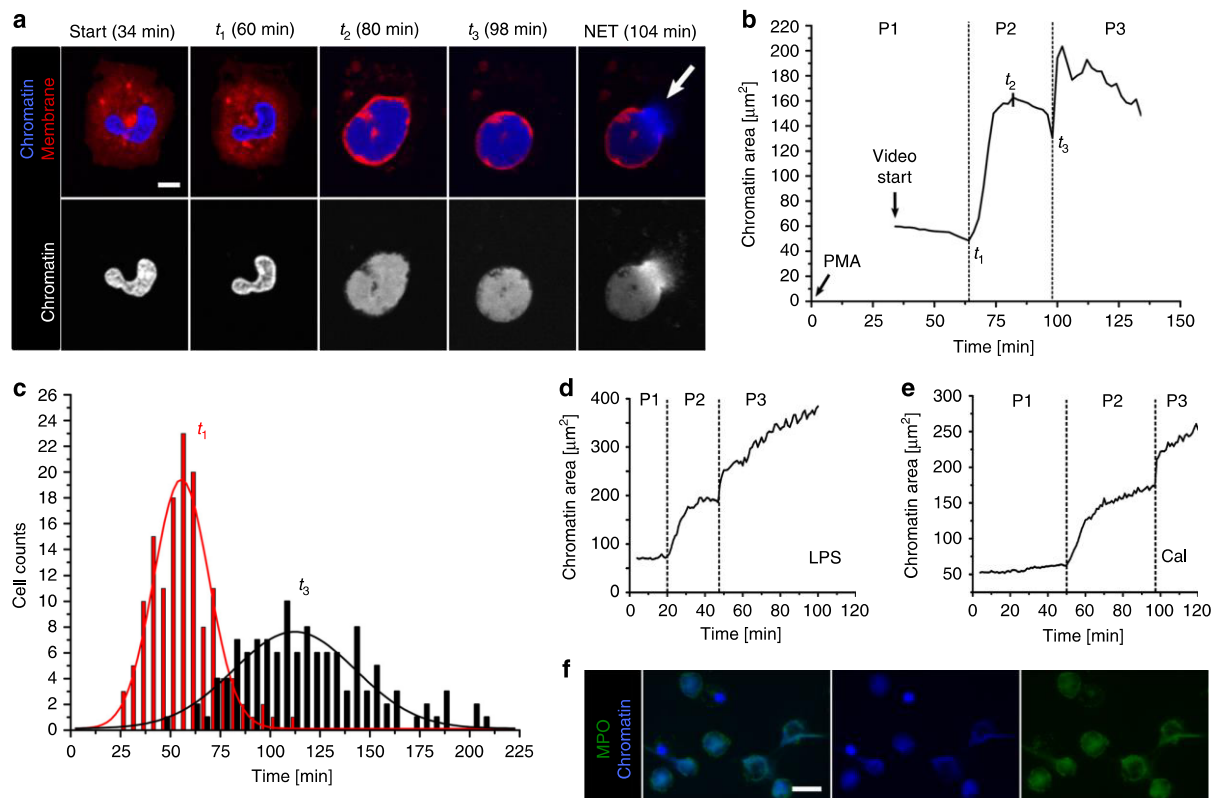 a
Start (34 min)
t1 (60 min)
t2 (80 min)
t3 (98 min)
NET (104 min)
Chromatin
Membrane
Chromatin
b
P1
P2
P3
220
200
180
160
140
120
100
80
60
40
20
0
Chromatin area [μm²]
Video
start
PMA
t1
t2
t3
0
25
50
75
100
125
150
Time [min]
c
26
24
22
20
18
16
14
12
10
8
6
4
2
0
Cell counts
t1
t3
0
25
50
75
100
125
150
175
200
225
Time [min]
d
P1
P2
P3
400
300
200
100
0
Chromatin area [μm²]
LPS
0
20
40
60
80
100
120
Time [min]
e
P1
P2
P3
300
250
200
150
100
50
Chromatin area [μm²]
Cal
0
20
40
60
80
100
120
Time [min]
f
MPO
Chromatin